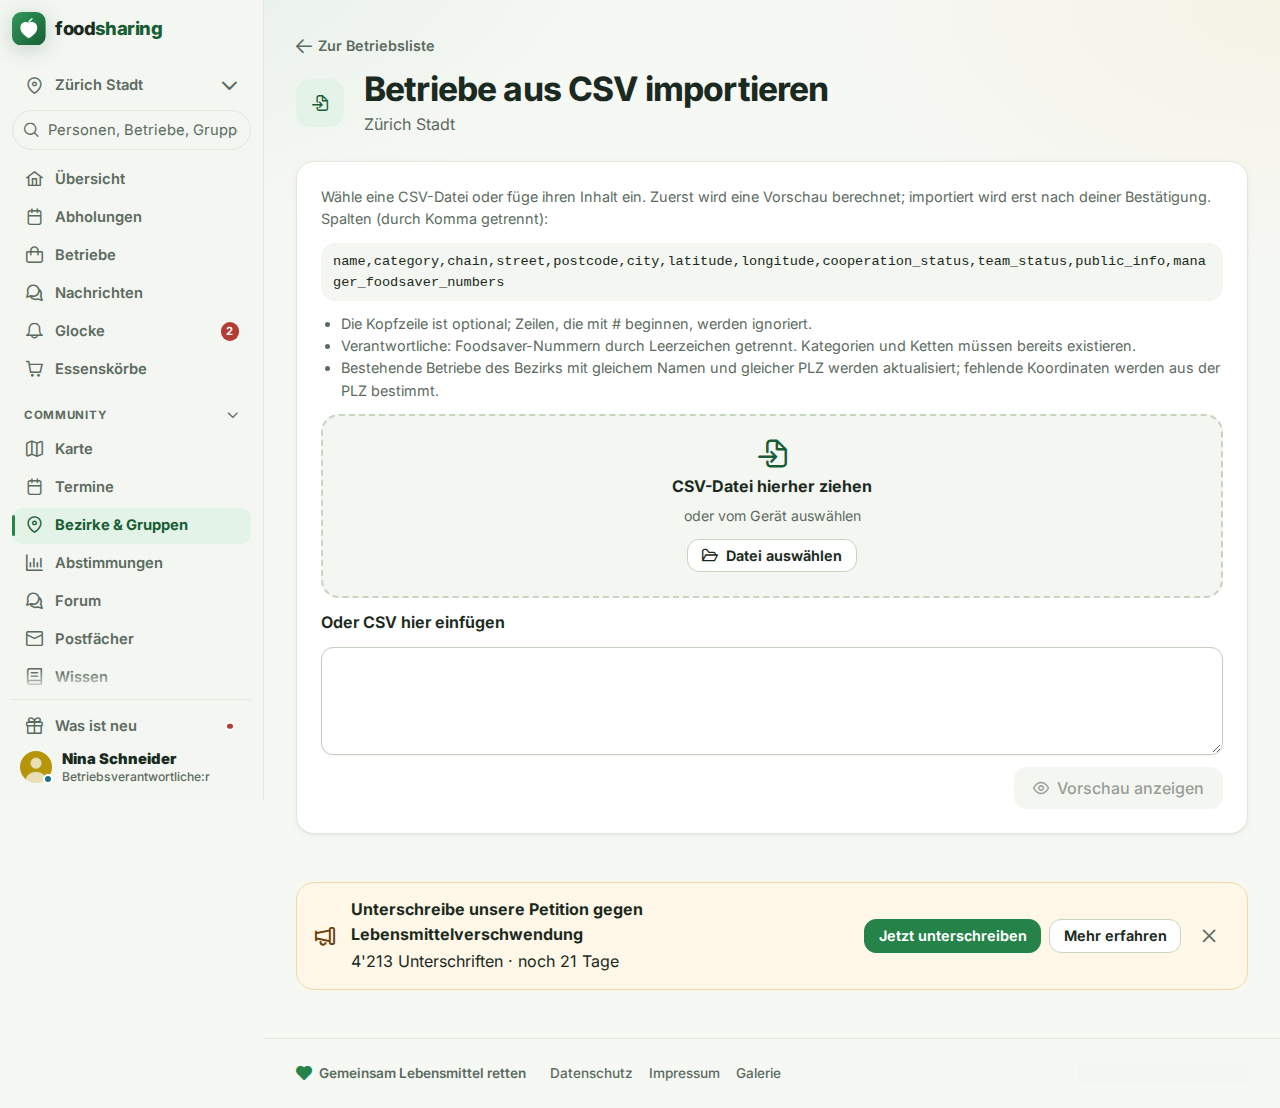 foodsharing
Zürich Stadt
Personen, Betriebe, Grupp
Übersicht
Abholungen
Betriebe
Nachrichten
Glocke
2
Essenskörbe
COMMUNITY
Karte
Termine
Bezirke & Gruppen
Abstimmungen
Forum
Postfächer
Wissen
Was ist neu
Nina Schneider
Betriebsverantwortliche:r
Zur Betriebsliste
Betriebe aus CSV importieren
Zürich Stadt
Wähle eine CSV-Datei oder füge ihren Inhalt ein. Zuerst wird eine Vorschau berechnet; importiert wird erst nach deiner Bestätigung.
Spalten (durch Komma getrennt):
name,category,chain,street,postcode,city,latitude,longitude,cooperation_status,team_status,public_info,mana
ger_foodsaver_numbers
Die Kopfzeile ist optional; Zeilen, die mit # beginnen, werden ignoriert.
Verantwortliche: Foodsaver-Nummern durch Leerzeichen getrennt. Kategorien und Ketten müssen bereits existieren.
Bestehende Betriebe des Bezirks mit gleichem Namen und gleicher PLZ werden aktualisiert; fehlende Koordinaten werden aus der
PLZ bestimmt.
CSV-Datei hierher ziehen
oder vom Gerät auswählen
Datei auswählen
Oder CSV hier einfügen
Vorschau anzeigen
Unterschreibe unsere Petition gegen
Lebensmittelverschwendung
4'213 Unterschriften · noch 21 Tage
Jetzt unterschreiben
Mehr erfahren
Gemeinsam Lebensmittel retten
Datenschutz
Impressum
Galerie